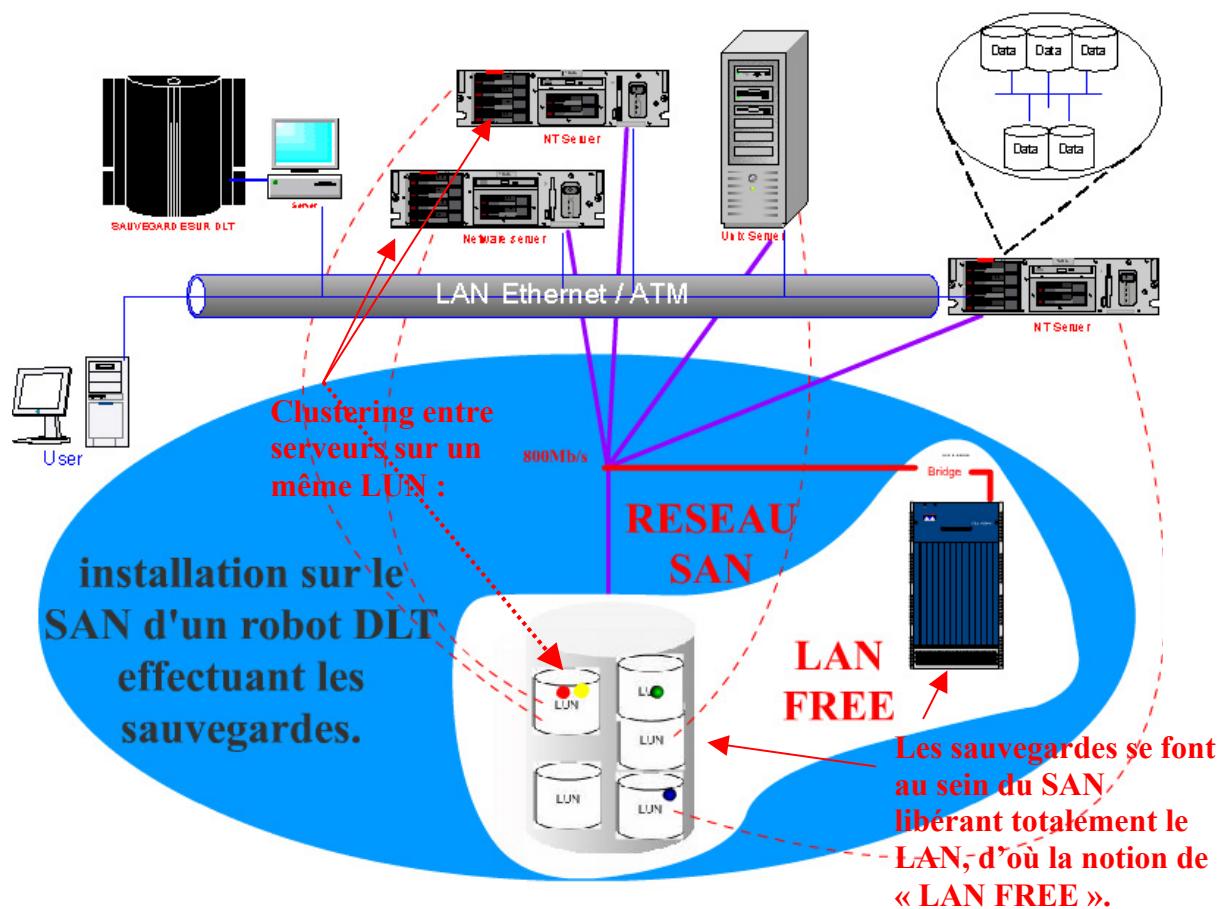 Data Data Data
Data Data
NT Server
Netware server
Unix Server
NT Server
Server
SAUVEGARDE SUR DLT
LAN Ethernet / ATM
User
Clustering entre
serveurs sur un
même LUN :
800Mb/s
Bridge
RESEAU
SAN
installation sur le
SAN d'un robot DLT
effectuant les
sauvegardes.
LAN
FREE
LUN
LUN
LUN
LUN
LUN
Les sauvegardes se font
au sein du SAN
libérant totalement le
LAN, d’où la notion de
« LAN FREE ».